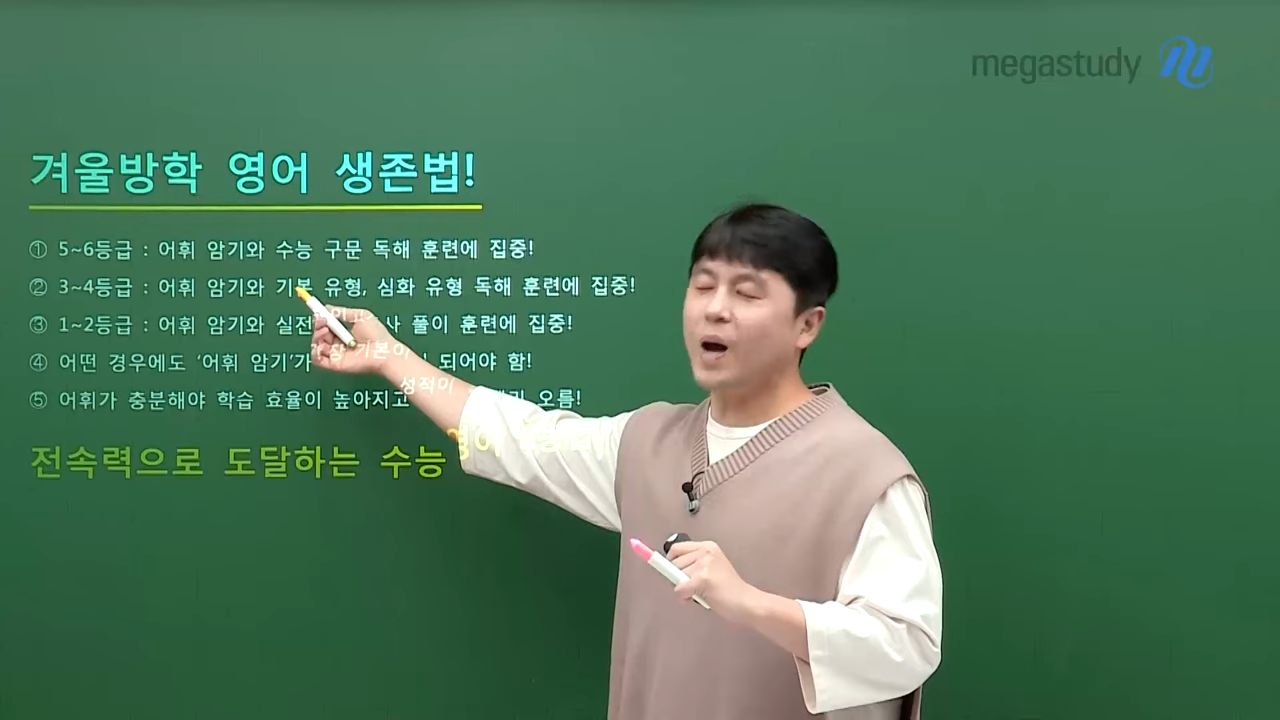 megastudy
겨울방학 영어 생존법!
① 5~6등급 : 어휘 암기와 수능 구문 독해 훈련에 집중!
② 3~4등급 : 어휘 암기와 기본 유형, 심화 유형 독해 훈련에 집중!
③ 1~2등급 : 어휘 암기와 실전 풀이 훈련에 집중!
④ 어떤 경우에도 '어휘 암기'가 장 기본이 되어야 함!
⑤ 어휘가 충분해야 학습 효율이 높아지고 성적이 오름!
전속력으로 도달하는 수능